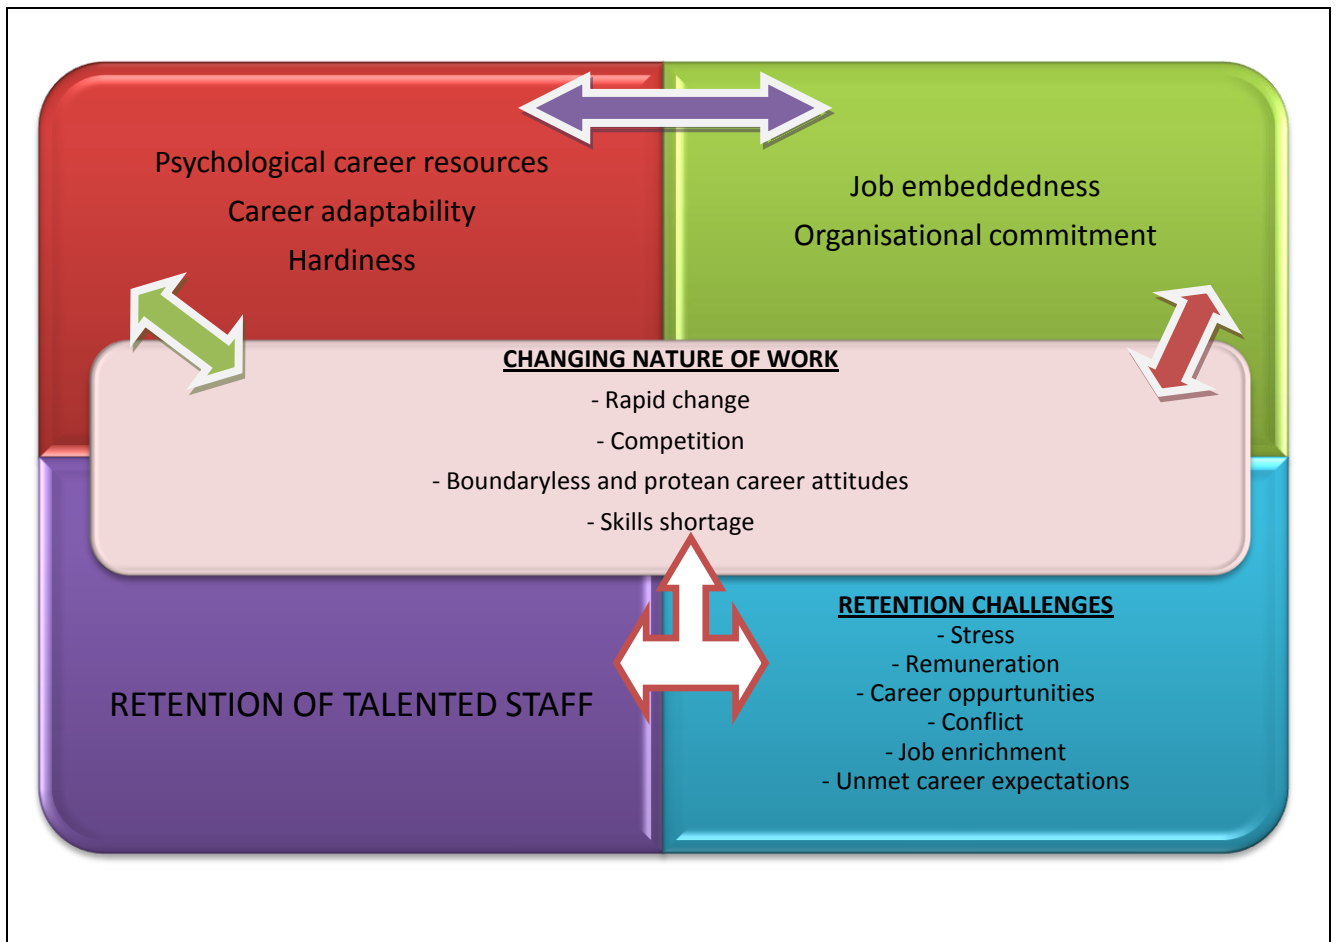 Psychological career resources
Career adaptability
Hardiness
Job embeddedness
Organisational commitment
CHANGING NATURE OF WORK
- Rapid change
- Competition
- Boundaryless and protean career attitudes
- Skills shortage
RETENTION OF TALENTED STAFF
RETENTION CHALLENGES
- Stress
- Remuneration
- Career oppurtunities
- Conflict
- Job enrichment
- Unmet career expectations